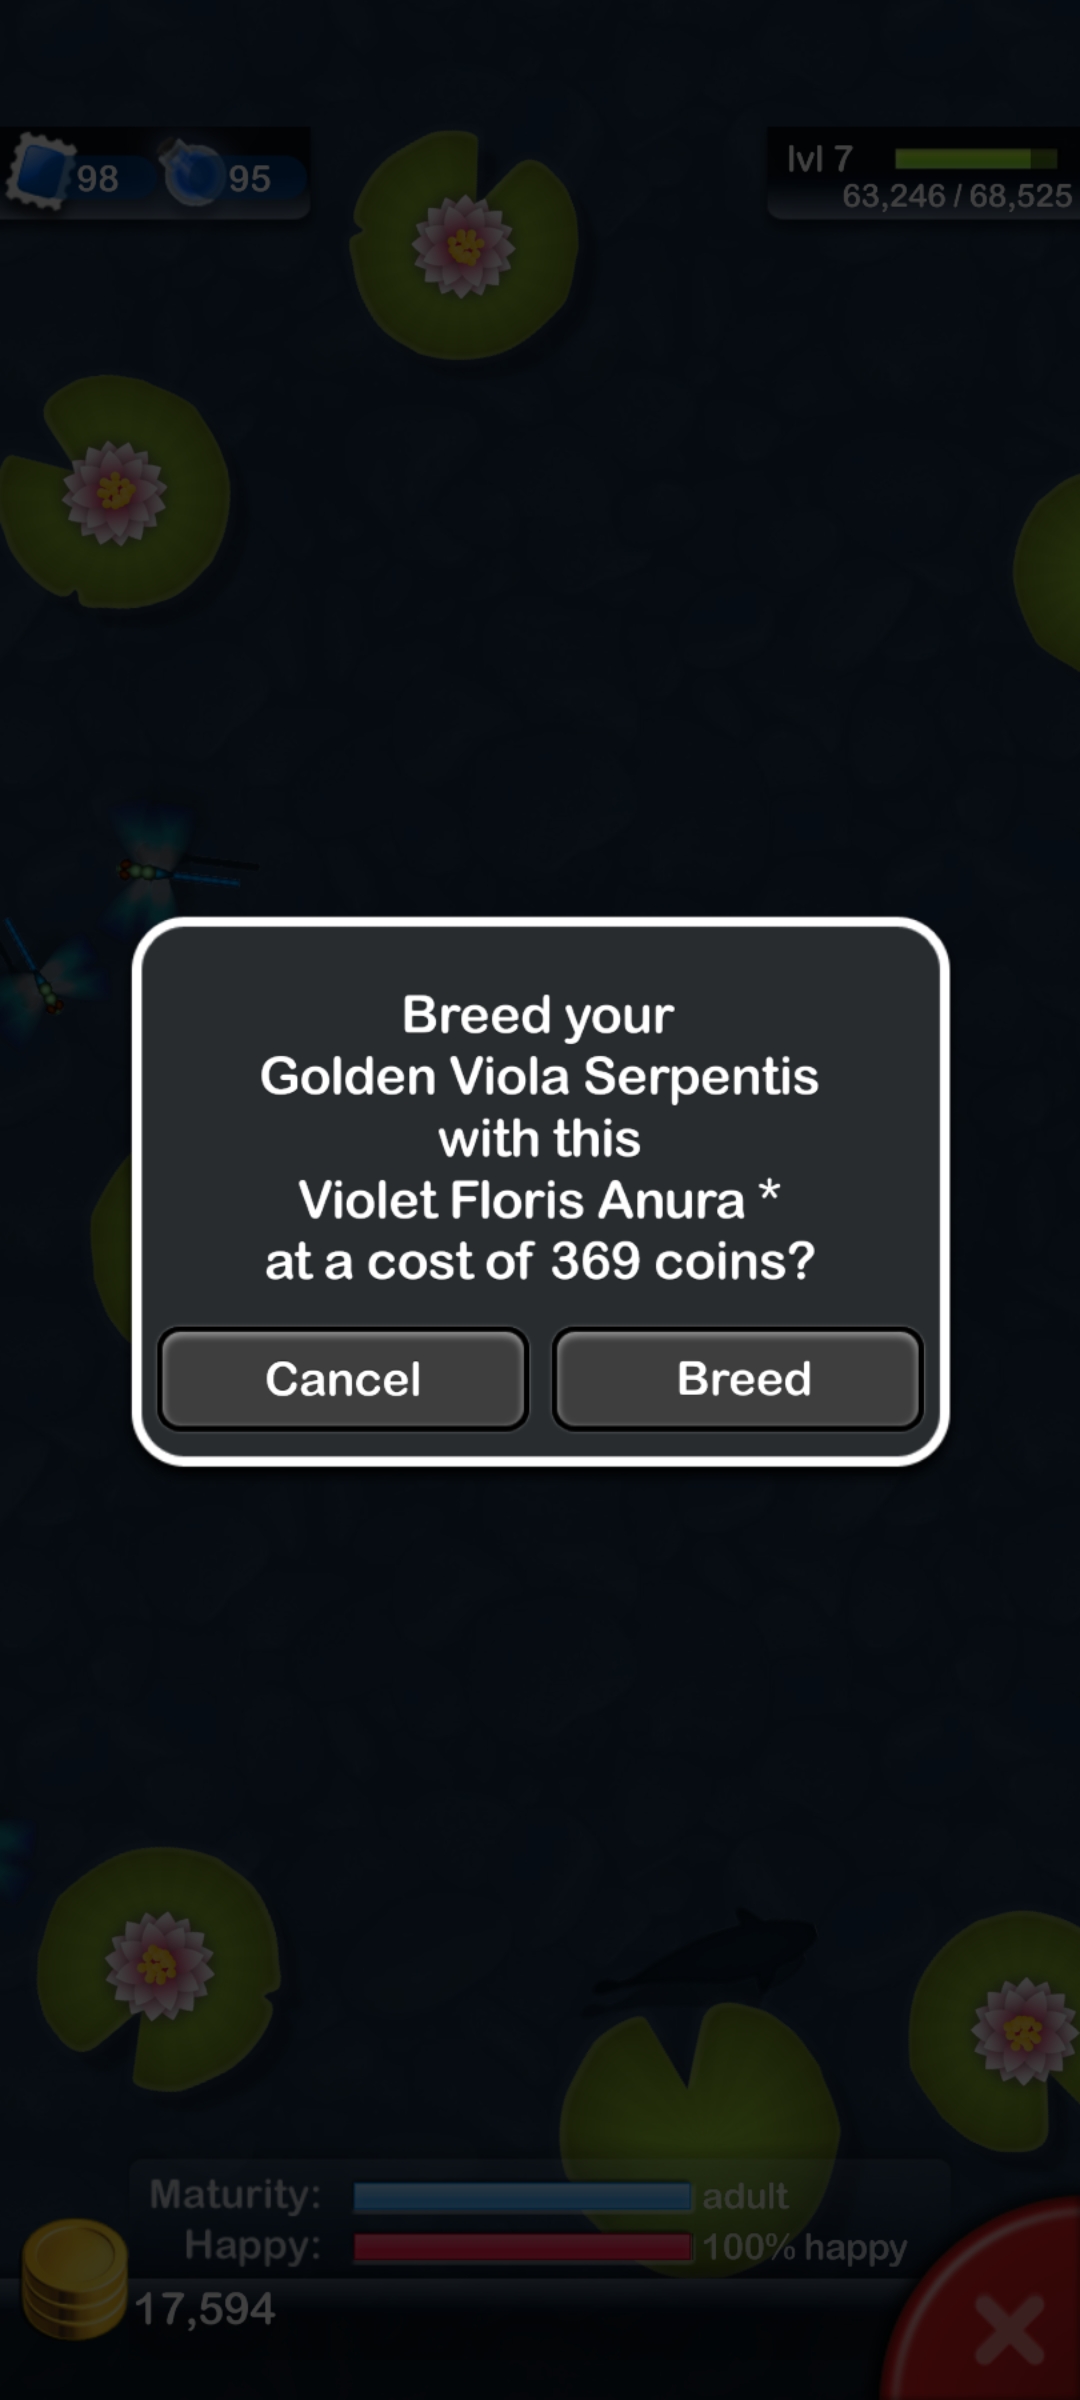 98
95
lvl 7
63,246 / 68,525
Breed your
Golden Viola Serpentis
with this
Violet Floris Anura *
at a cost of 369 coins?
Cancel
Breed
Maturity:
adult
Happy:
100% happy
17,594